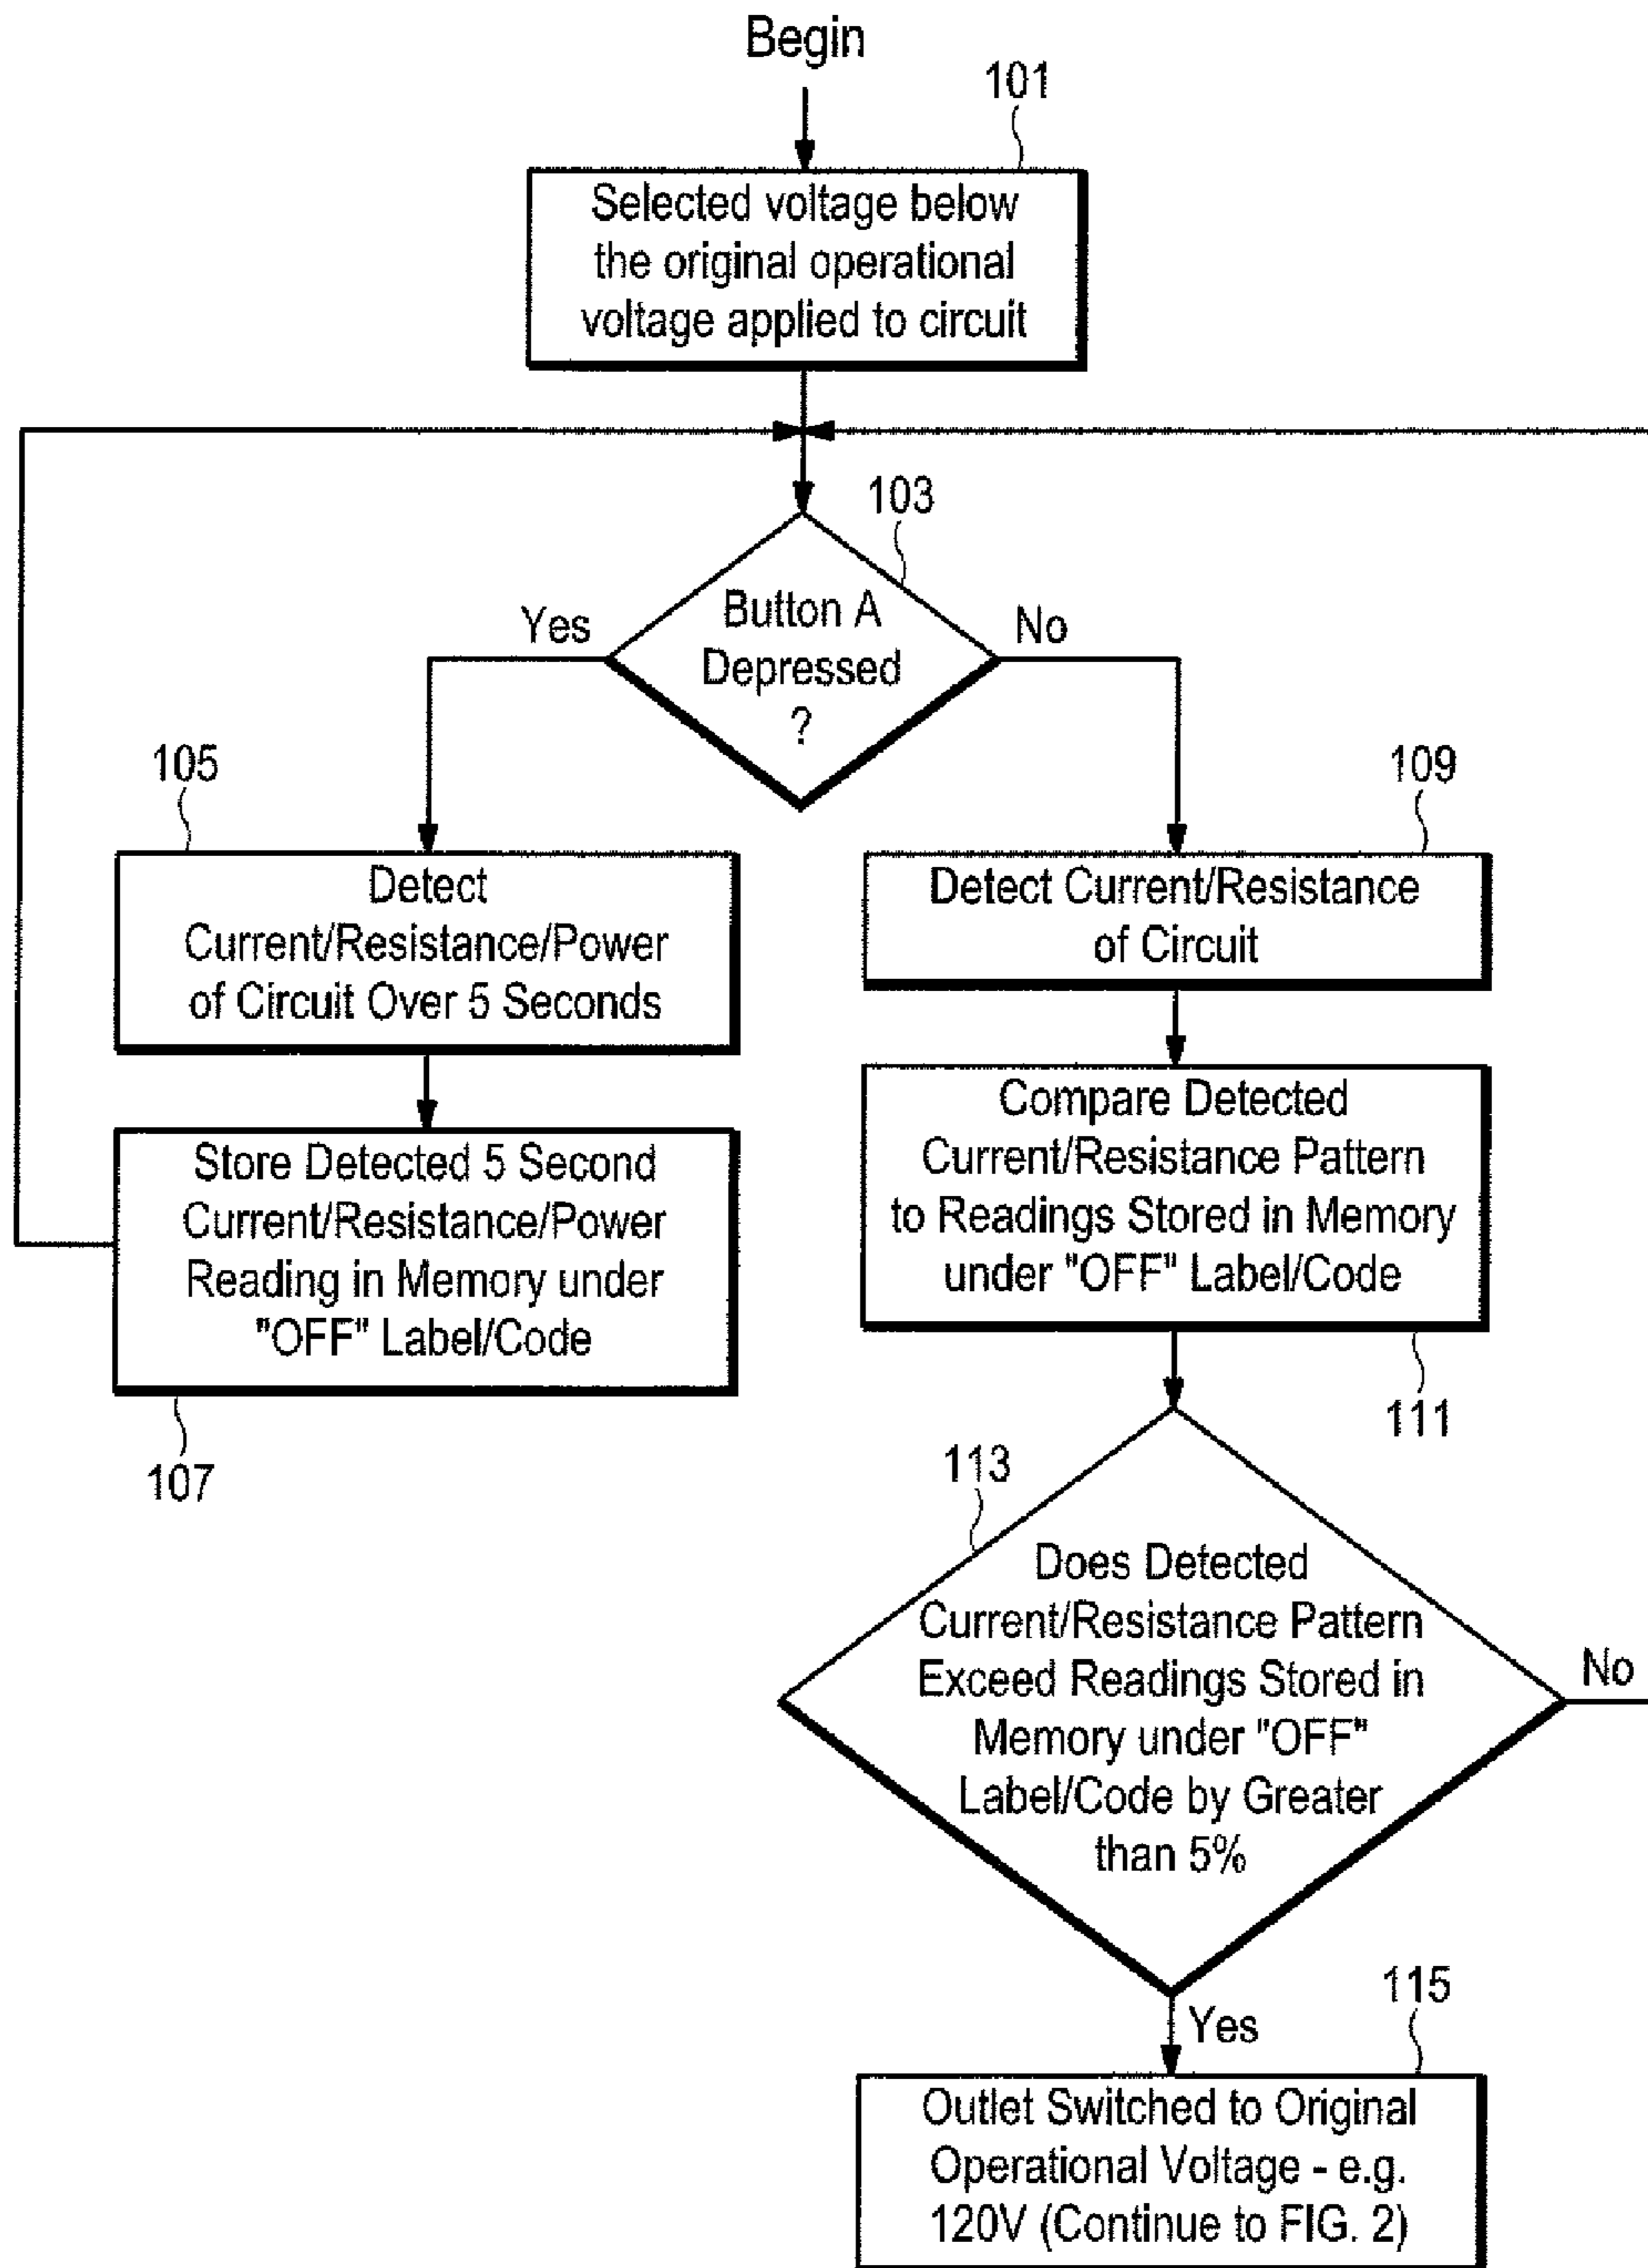 Begin
101
Selected voltage below
the original operational
voltage applied to circuit
103
Button A
Depressed
?
Yes
No
105
Detect
Current/Resistance/Power
of Circuit Over 5 Seconds
109
Detect Current/Resistance
of Circuit
Store Detected 5 Second
Current/Resistance/Power
Reading in Memory under
"OFF" Label/Code
107
Compare Detected
Current/Resistance Pattern
to Readings Stored in Memory
under "OFF" Label/Code
111
113
Does Detected
Current/Resistance Pattern
Exceed Readings Stored in
Memory under "OFF"
Label/Code by Greater
than 5%
No
Yes
115
Outlet Switched to Original
Operational Voltage - e.g.
120V (Continue to FIG. 2)